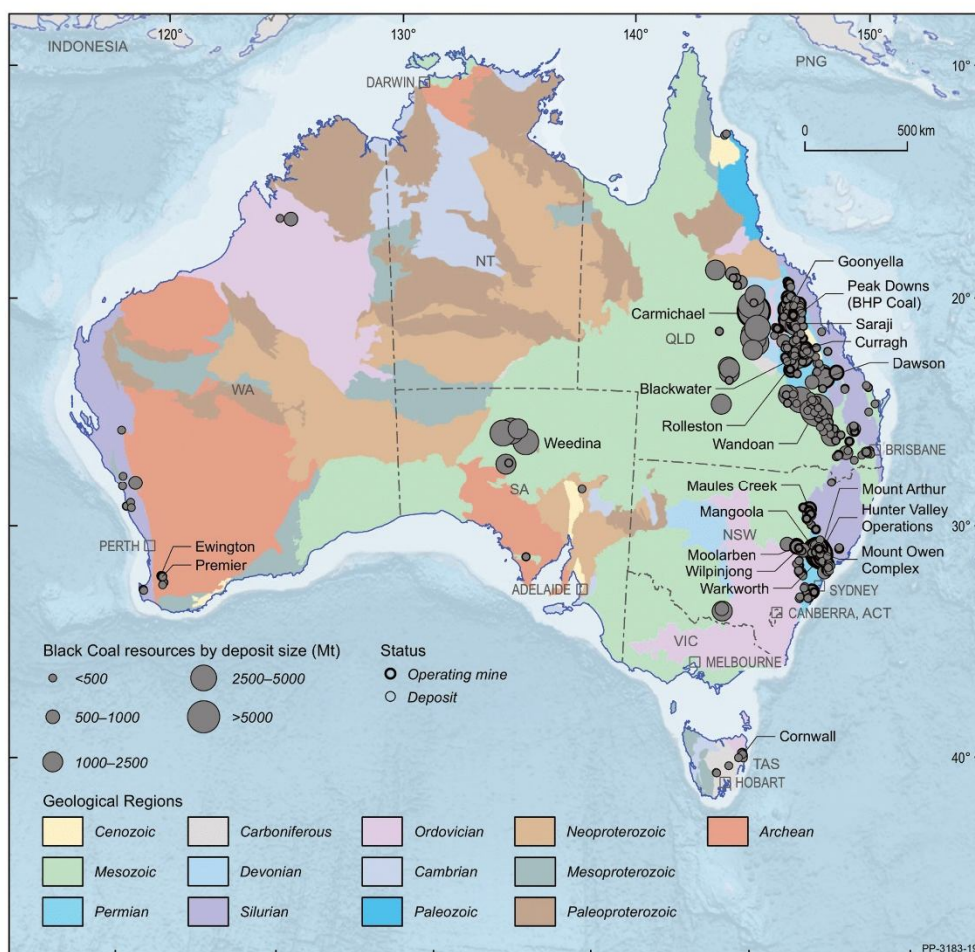 120°
130°
140°
150°
INDONESIA
PNG
10°
DARWIN
0 500 km
NT
Goonyella
Peak Downs
(BHP Coal)
20°
Carmichael
QLD
Saraji
Curragh
Dawson
WA
Blackwater
Rolleston
Weedina
Wandoan
BRISBANE
SA
Maules Creek
Mount Arthur
Mangoola
Hunter Valley
Operations
30°
NSW
PERTH
Ewington
Premier
Moolarben
Wilpinjong
Mount Owen
Complex
Warkworth
ADELAIDE
SYDNEY
CANBERRA, ACT
VIC
MELBOURNE
Black Coal resources by deposit size (Mt)
<500
2500–5000
500–1000
>5000
1000–2500
Status
Operating mine
Deposit
Cornwall
TAS
40°
HOBART
Geological Regions
Cenozoic
Carboniferous
Ordovician
Neoproterozoic
Archean
Mesozoic
Devonian
Cambrian
Mesoproterozoic
Permian
Silurian
Paleozoic
Paleoproterozoic
PP-3183-19